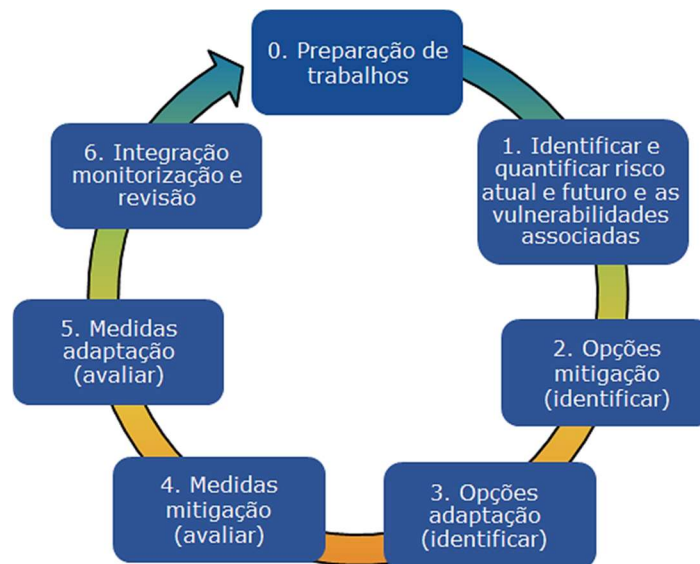 0. Preparação de
trabalhos
1. Identificar e
quantificar risco
atual e futuro e as
vulnerabilidades
associadas
2. Opções
mitigação
(identificar)
3. Opções
adaptação
(identificar)
4. Medidas
mitigação
(avaliar)
5. Medidas
adaptação
(avaliar)
6. Integração
monitorização e
revisão